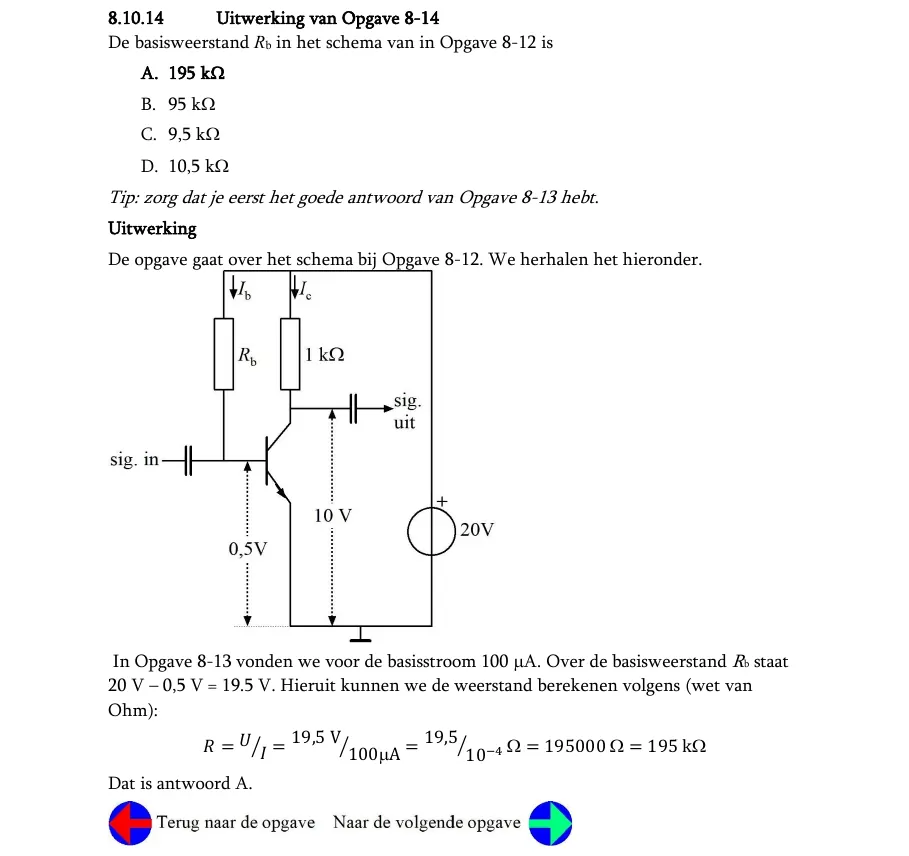 8.10.14 Uitwerking van Opgave 8-14
De basisweerstand Rb in het schema van in Opgave 8-12 is
A. 195 kΩ
B. 95 kΩ
C. 9,5 kΩ
D. 10,5 kΩ
Tip: zorg dat je eerst het goede antwoord van Opgave 8-13 hebt.
Uitwerking
De opgave gaat over het schema bij Opgave 8-12. We herhalen het hieronder.
Ib Ic
Rb 1 kΩ
sig.
uit
sig. in
10 V
+
20V
0,5V
In Opgave 8-13 vonden we voor de basisstroom 100 µA. Over de basisweerstand Rb staat
20 V – 0,5 V = 19.5 V. Hieruit kunnen we de weerstand berekenen volgens (wet van
Ohm):
R = U/I = 19,5 V/100µA = 19,5/10⁻⁴ Ω = 195000 Ω = 195 kΩ
Dat is antwoord A.
Terug naar de opgave Naar de volgende opgave